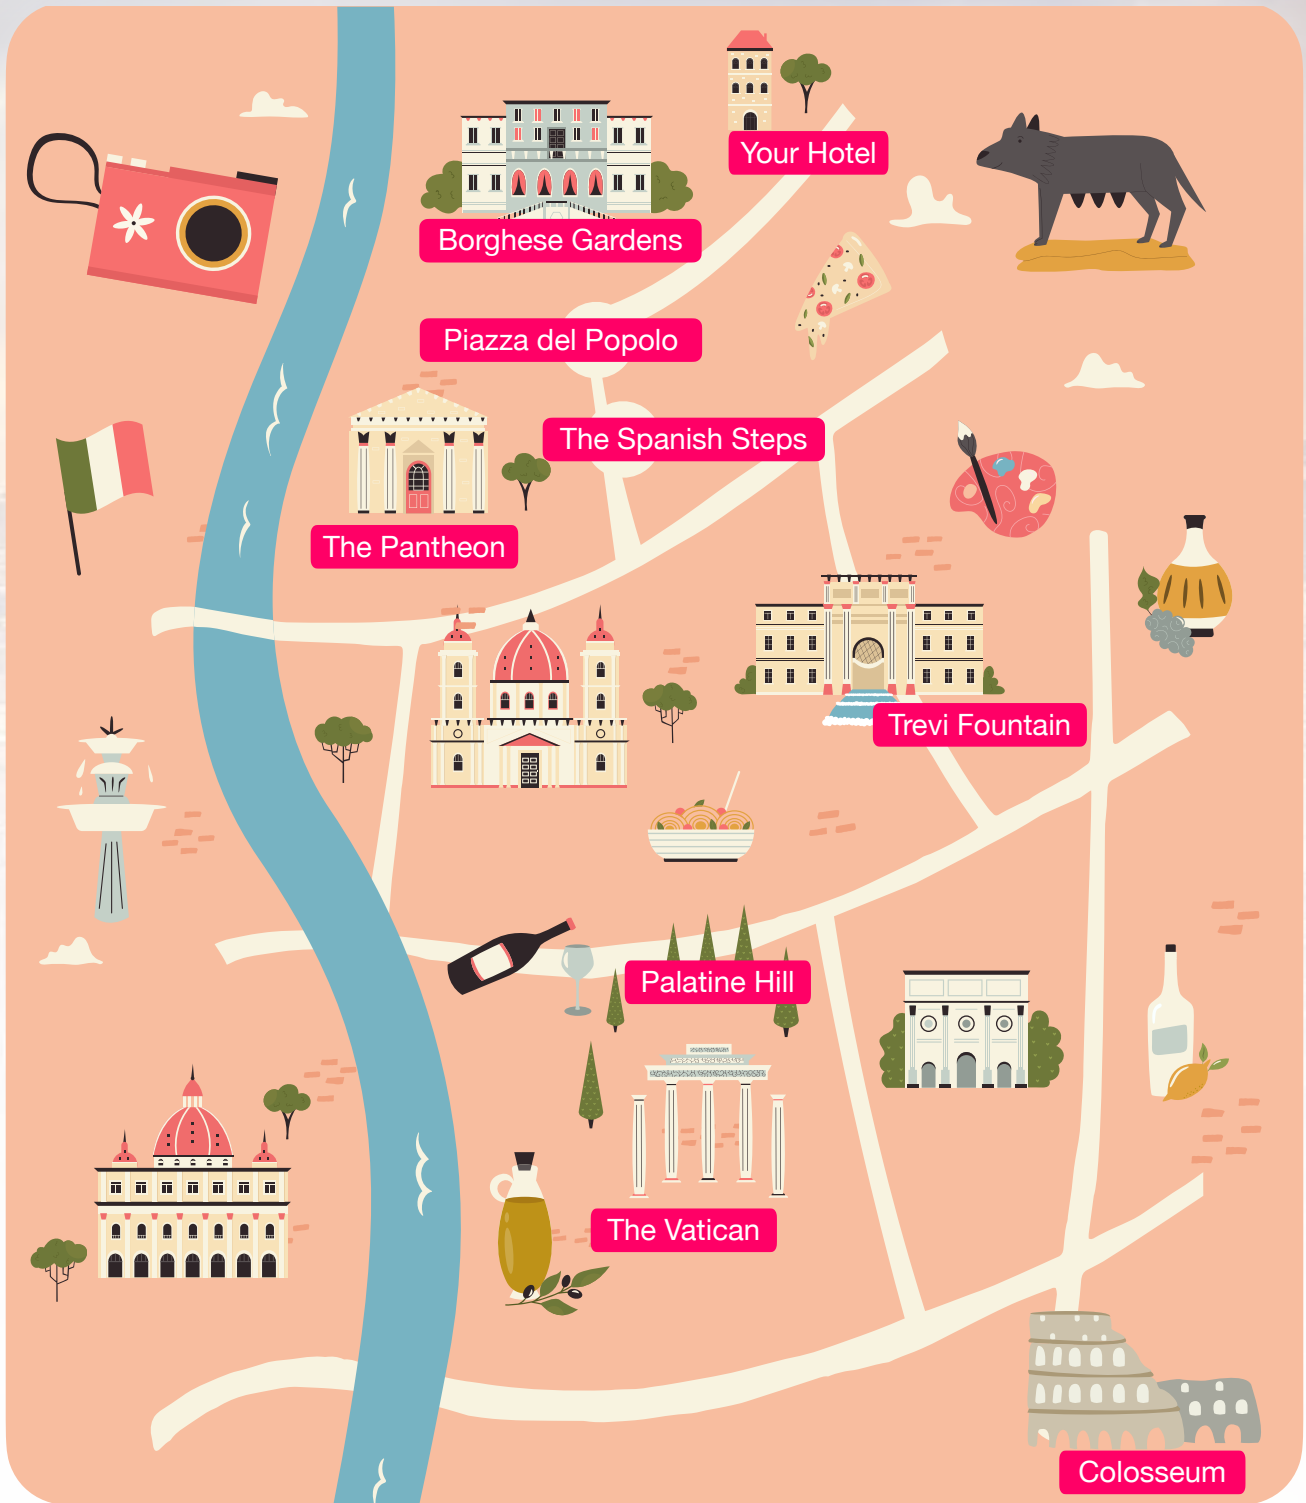 Your Hotel
Borghese Gardens
Piazza del Popolo
The Spanish Steps
The Pantheon
Trevi Fountain
Palatine Hill
The Vatican
Colosseum